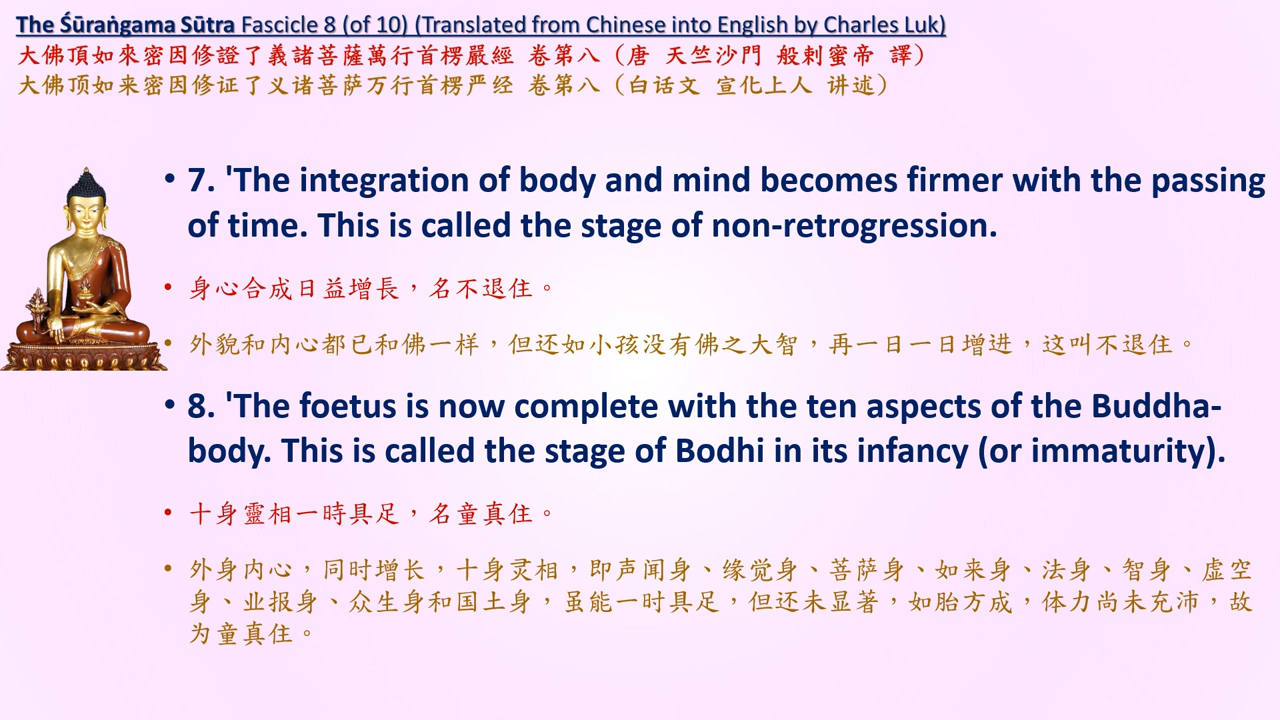 The Śūraṅgama Sūtra Fascicle 8 (of 10) (Translated from Chinese into English by Charles Luk)
大佛頂如來密因修證了義諸菩薩萬行首楞嚴經 卷第八（唐 天竺沙門 般剌蜜帝 譯）
大佛顶如来密因修证了义诸菩萨万行首楞严经 卷第八（白话文 宣化上人 讲述）
• 7. 'The integration of body and mind becomes firmer with the passing
of time. This is called the stage of non-retrogression.
• 身心合成日益增長，名不退住。
• 外貌和内心都已和佛一样，但还如小孩没有佛之大智，再一日一日增进，这叫不退住。
• 8. 'The foetus is now complete with the ten aspects of the Buddha-
body. This is called the stage of Bodhi in its infancy (or immaturity).
• 十身靈相一時具足，名童真住。
• 外身内心，同时增长，十身灵相，即声闻身、缘觉身、菩萨身、如来身、法身、智身、虚空
身、业报身、众生身和国土身，虽能一时具足，但还未显著，如胎方成，体力尚未充沛，故
为童真住。